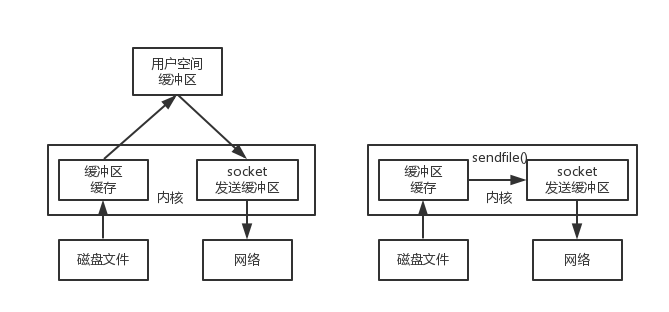 用户空间
缓冲区
缓冲区
缓存
内核
socket
发送缓冲区
磁盘文件
网络
sendfile()
缓冲区
缓存
内核
socket
发送缓冲区
磁盘文件
网络